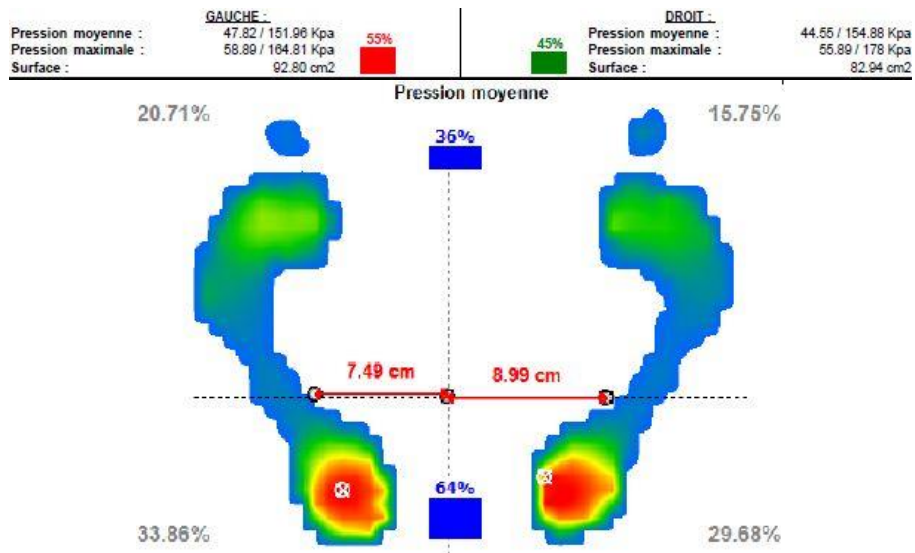 GAUCHE :
Pression moyenne : 47.82 / 151.96 Kpa
Pression maximale : 58.89 / 164.81 Kpa
Surface : 92.80 cm2
55%
45%
DROIT :
Pression moyenne : 44.55 / 154.88 Kpa
Pression maximale : 55.89 / 178 Kpa
Surface : 82.94 cm2
Pression moyenne
20.71%
15.75%
36%
7.49 cm
8.99 cm
64%
33.86%
29.68%